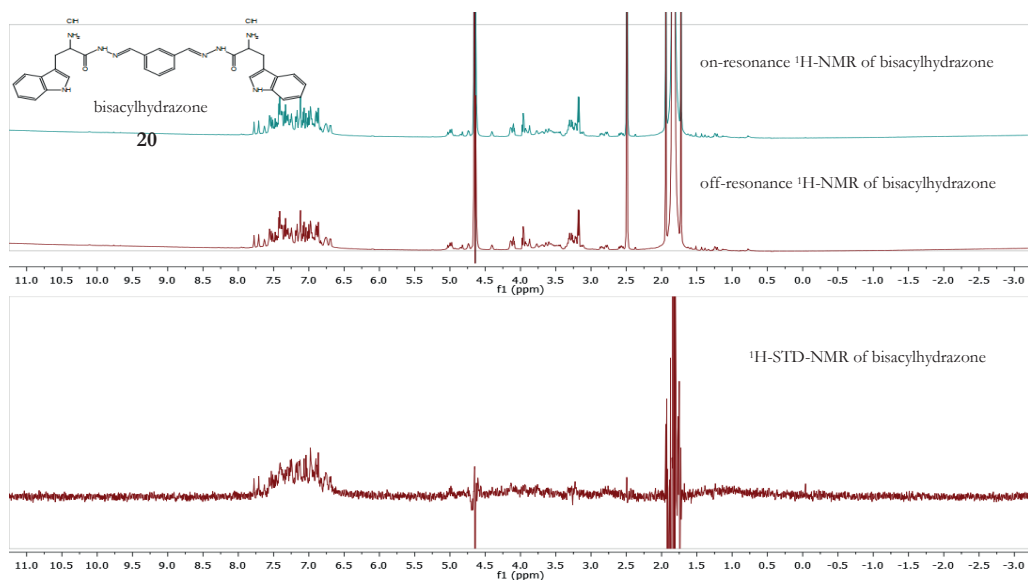 ClH
ClH
NH₂
NH
N
N
NH
NH₂
O
O
NH
NH
bisacylhydrazone
20
on-resonance ¹H-NMR of bisacylhydrazone
off-resonance ¹H-NMR of bisacylhydrazone
11.0 10.5 10.0 9.5 9.0 8.5 8.0 7.5 7.0 6.5 6.0 5.5 5.0 4.5 4.0 3.5 3.0 2.5 2.0 1.5 1.0 0.5 0.0 -0.5 -1.0 -1.5 -2.0 -2.5 -3.0
f1 (ppm)
¹H-STD-NMR of bisacylhydrazone
11.0 10.5 10.0 9.5 9.0 8.5 8.0 7.5 7.0 6.5 6.0 5.5 5.0 4.5 4.0 3.5 3.0 2.5 2.0 1.5 1.0 0.5 0.0 -0.5 -1.0 -1.5 -2.0 -2.5 -3.0
f1 (ppm)